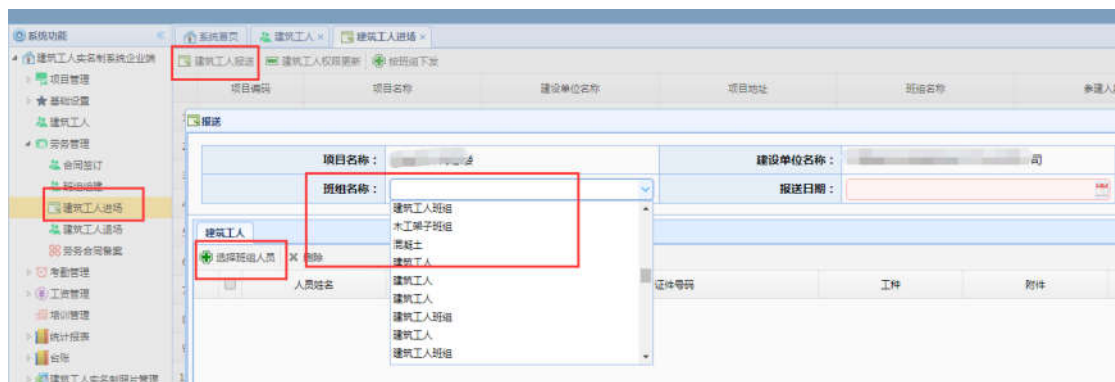 系统功能
系统首页
建筑工人 ×
建筑工人进场 ×
建筑工人实名制系统企业端
建筑工人报送
建筑工人权限更新
按班组下发
项目管理
项目编码
项目名称
建设单位名称
项目地址
班组名称
参建人
基础设置
建筑工人
报送
劳务管理
合同签订
项目名称：
建设单位名称：
司
班组组建
班组名称：
报送日期：
建筑工人进场
建筑工人班组
建筑工人退场
建筑工人
木工架子班组
劳务合同备案
选择班组人员
删除
混凝土
建筑工人
考勤管理
人员姓名
建筑工人
证件号码
工种
附件
工资管理
建筑工人
培训管理
建筑工人班组
统计报表
建筑工人
台账
建筑工人班组
建筑工人实名制照片管理